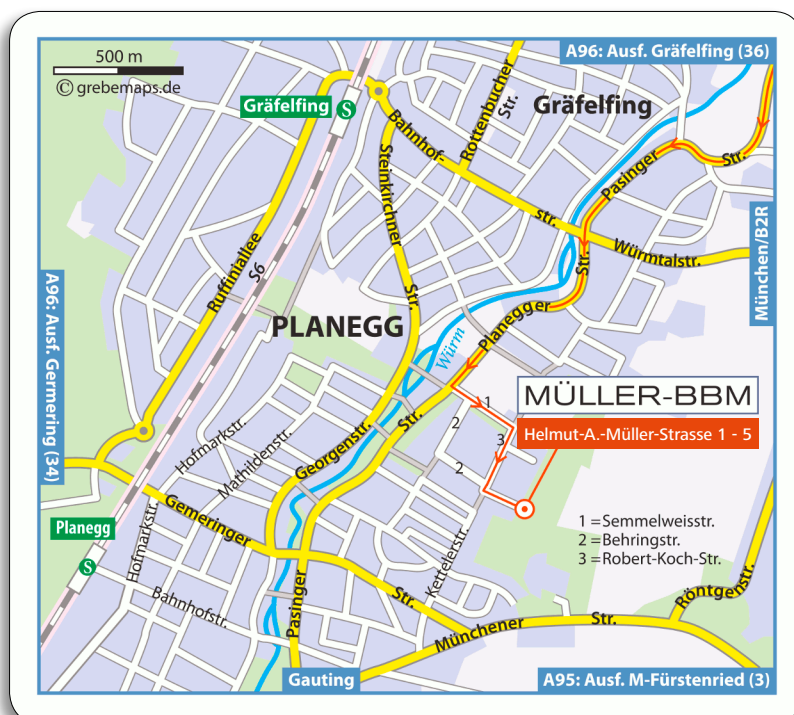 A96: Ausf. Gräfelfing (36)
500 m
© grebemaps.de
Gräfelfing
S
Gräfelfing
Rottenbucher
Str.
Bahnhof-
str.
Steinkirchner
Str.
Pasinger
Str.
Str.
Würmtalstr.
München/B2R
Ruffiniallee
S6
A96: Ausf. Germering (34)
PLANEGG
Würm
Planegger
Str.
MÜLLER-BBM
Helmut-A.-Müller-Strasse 1 - 5
1
2
3
2
Hofmarkstr.
Mathildenstr.
Georgenstr.
Gemeringer
Str.
Planegg
S
Hofmarkstr.
Bahnhofstr.
Pasinger
Kettelerstr.
1 = Semmelweisstr.
2 = Behringstr.
3 = Robert-Koch-Str.
Münchener
Str.
Röntgenstr.
Gauting
A95: Ausf. M-Fürstenried (3)